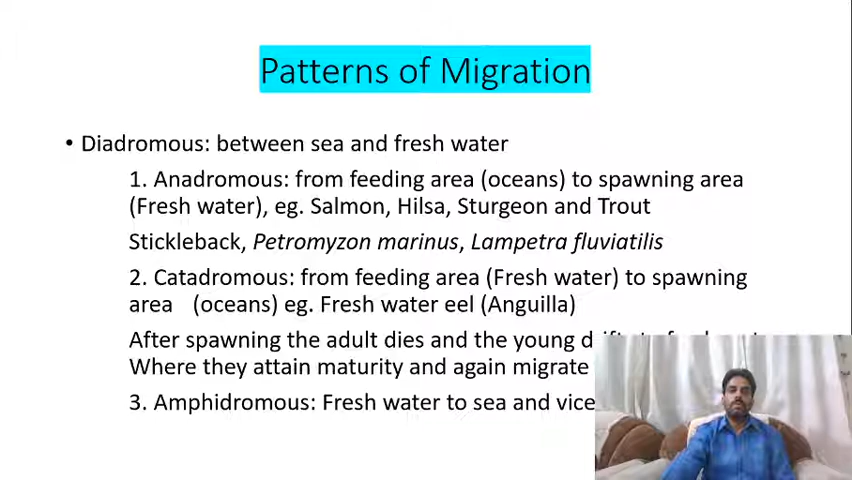 Patterns of Migration
• Diadromous: between sea and fresh water
1. Anadromous: from feeding area (oceans) to spawning area
(Fresh water), eg. Salmon, Hilsa, Sturgeon and Trout
Stickleback, Petromyzon marinus, Lampetra fluviatilis
2. Catadromous: from feeding area (Fresh water) to spawning
area (oceans) eg. Fresh water eel (Anguilla)
After spawning the adult dies and the young
Where they attain maturity and again migrate
3. Amphidromous: Fresh water to sea and vice